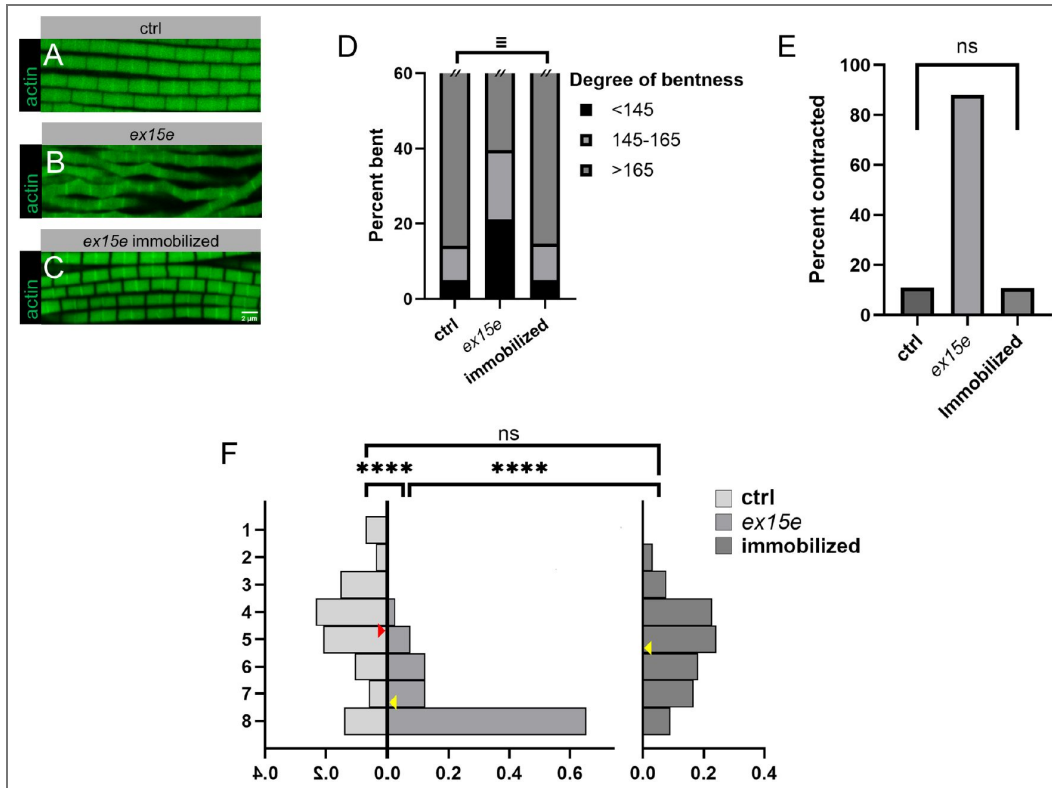 ctrl
A
actin
ex15e
B
actin
ex15e immobilized
C
actin
2 µm
D
≡
60
40
20
0
Percent bent
Degree of bentness
<145
145-165
>165
ctrl
ex15e
immobilized
E
ns
100
80
60
40
20
0
Percent contracted
ctrl
ex15e
Immobilized
F
ns
**** ****
ctrl
ex15e
immobilized
1
2
3
4
5
6
7
8
0.4 0.2 0.0 0.2 0.4 0.6 0.0 0.2 0.4